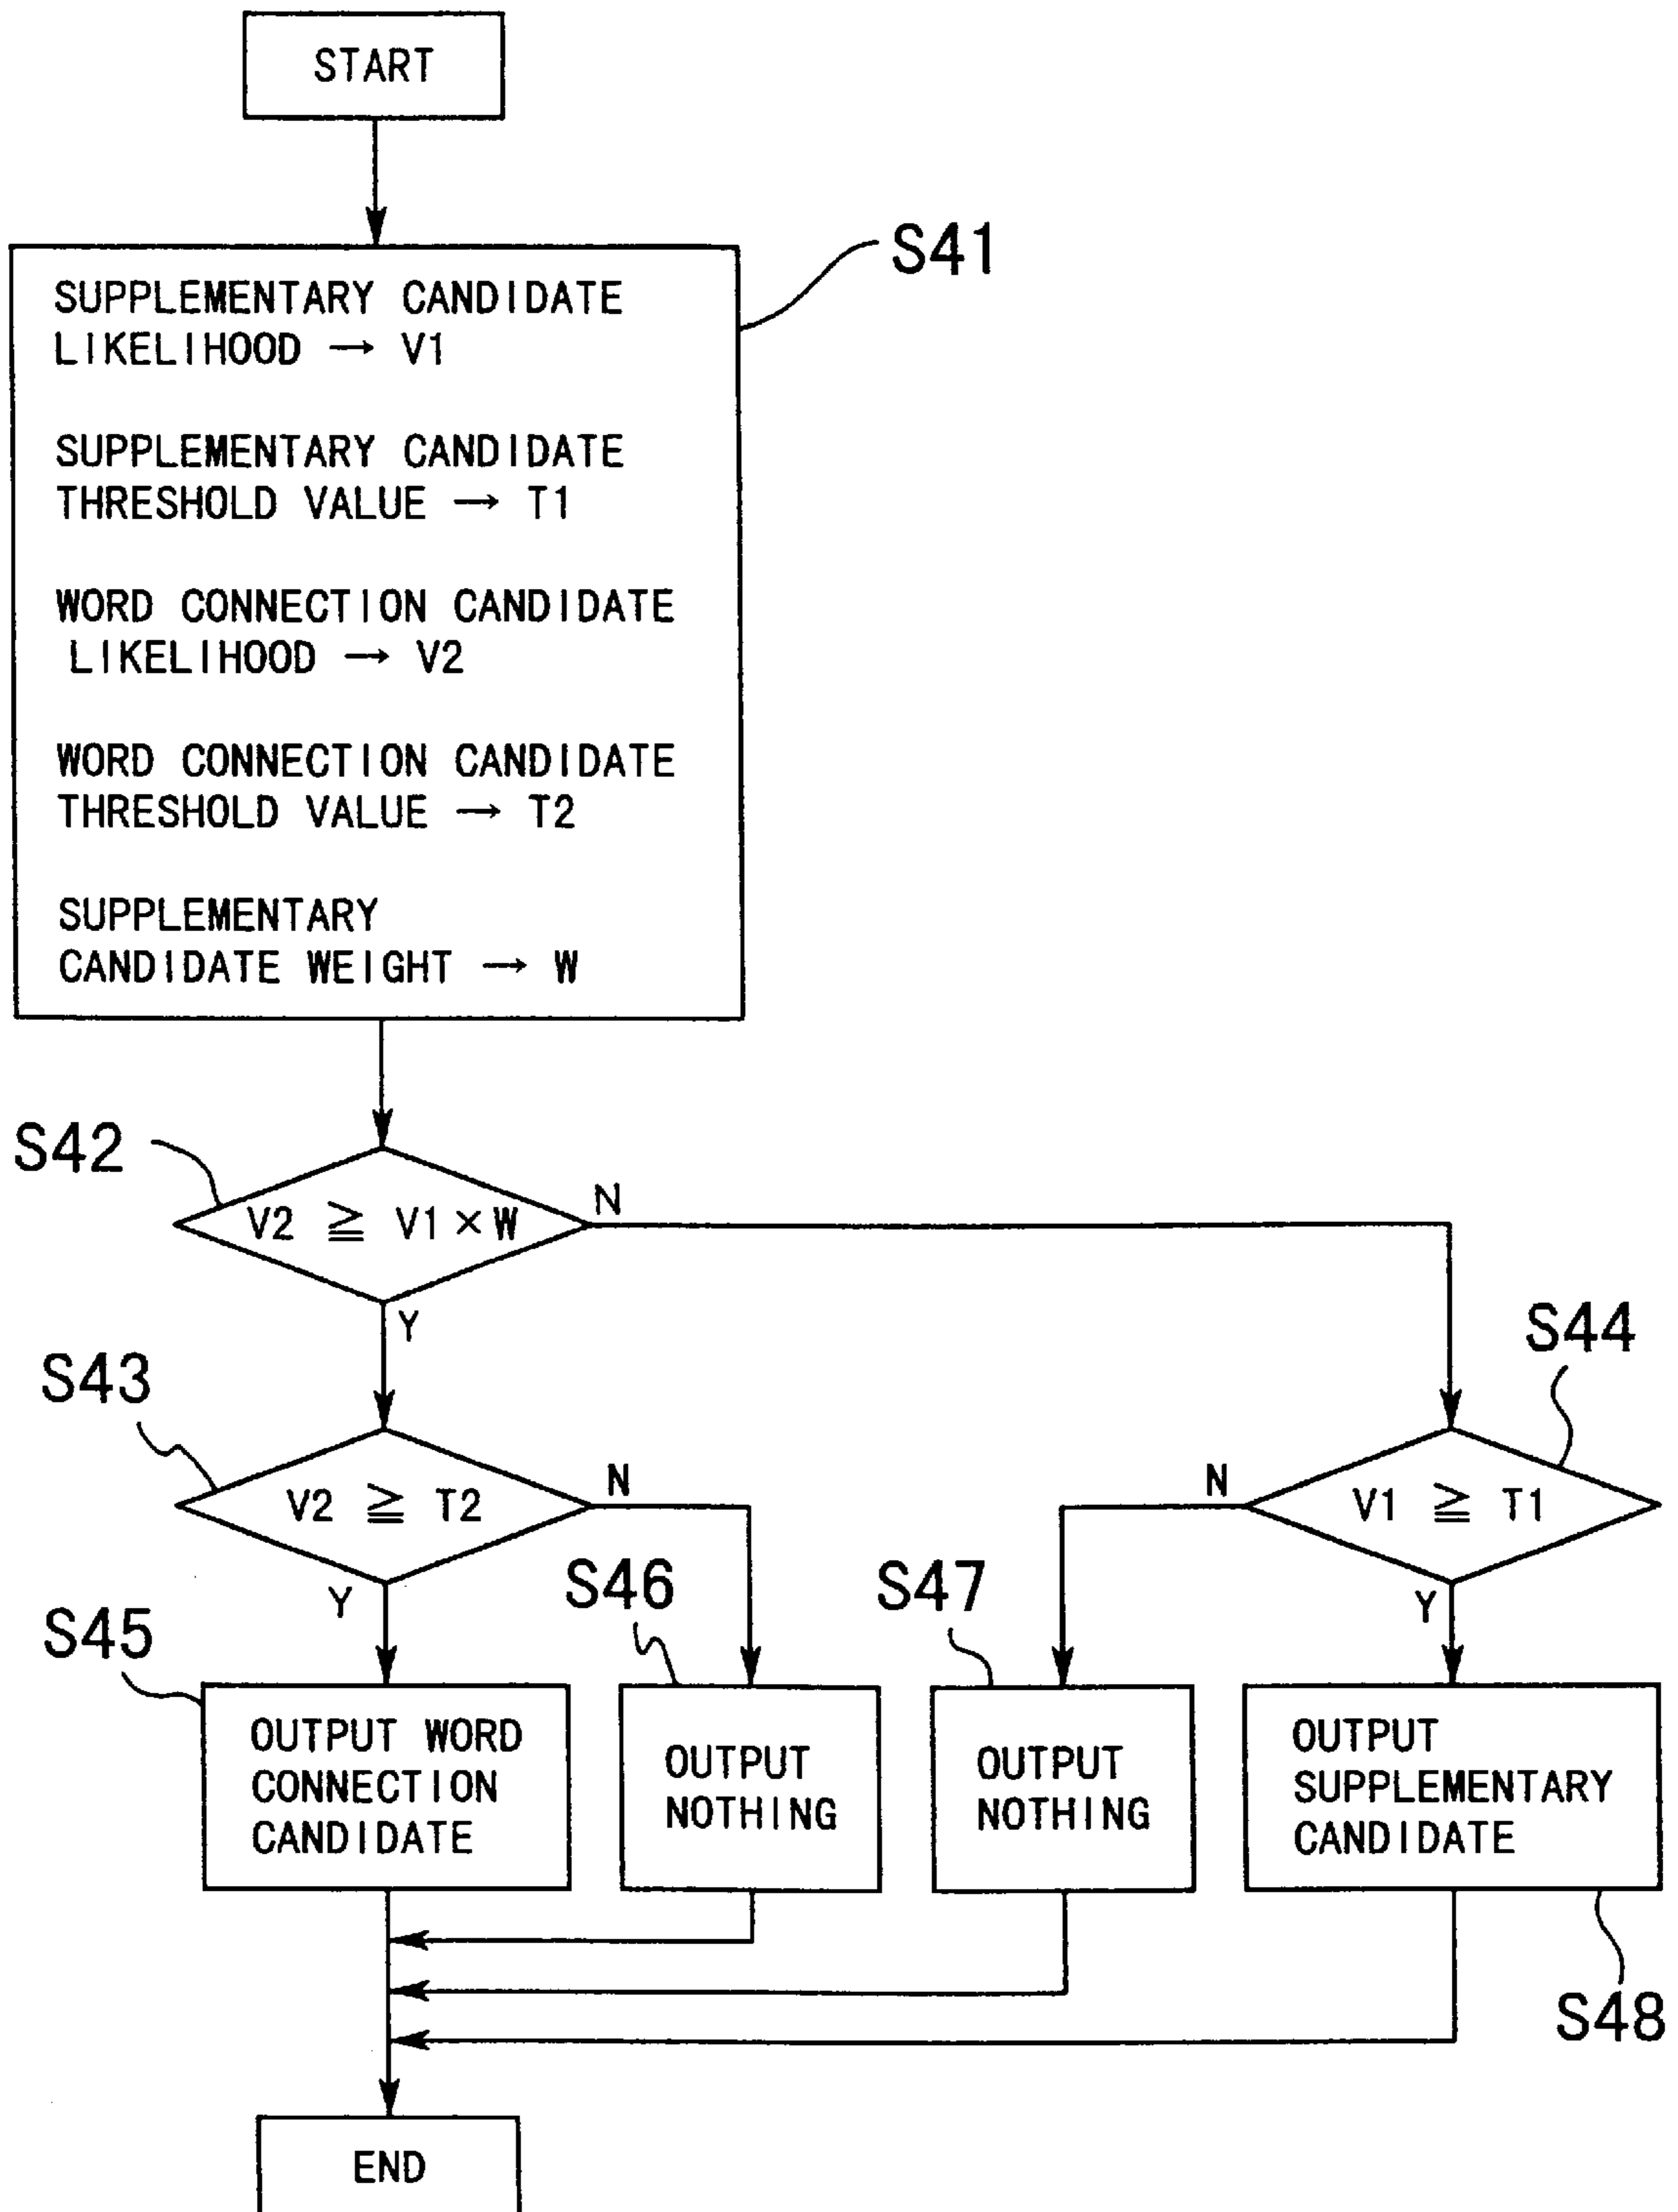 START
S41
SUPPLEMENTARY CANDIDATE
LIKELIHOOD → V1
SUPPLEMENTARY CANDIDATE
THRESHOLD VALUE → T1
WORD CONNECTION CANDIDATE
LIKELIHOOD → V2
WORD CONNECTION CANDIDATE
THRESHOLD VALUE → T2
SUPPLEMENTARY
CANDIDATE WEIGHT → W
S42
V2 ≧ V1 × W
N
Y
S43
V2 ≧ T2
N
Y
S44
V1 ≧ T1
N
Y
S45
OUTPUT WORD
CONNECTION
CANDIDATE
S46
OUTPUT
NOTHING
S47
OUTPUT
NOTHING
OUTPUT
SUPPLEMENTARY
CANDIDATE
S48
END